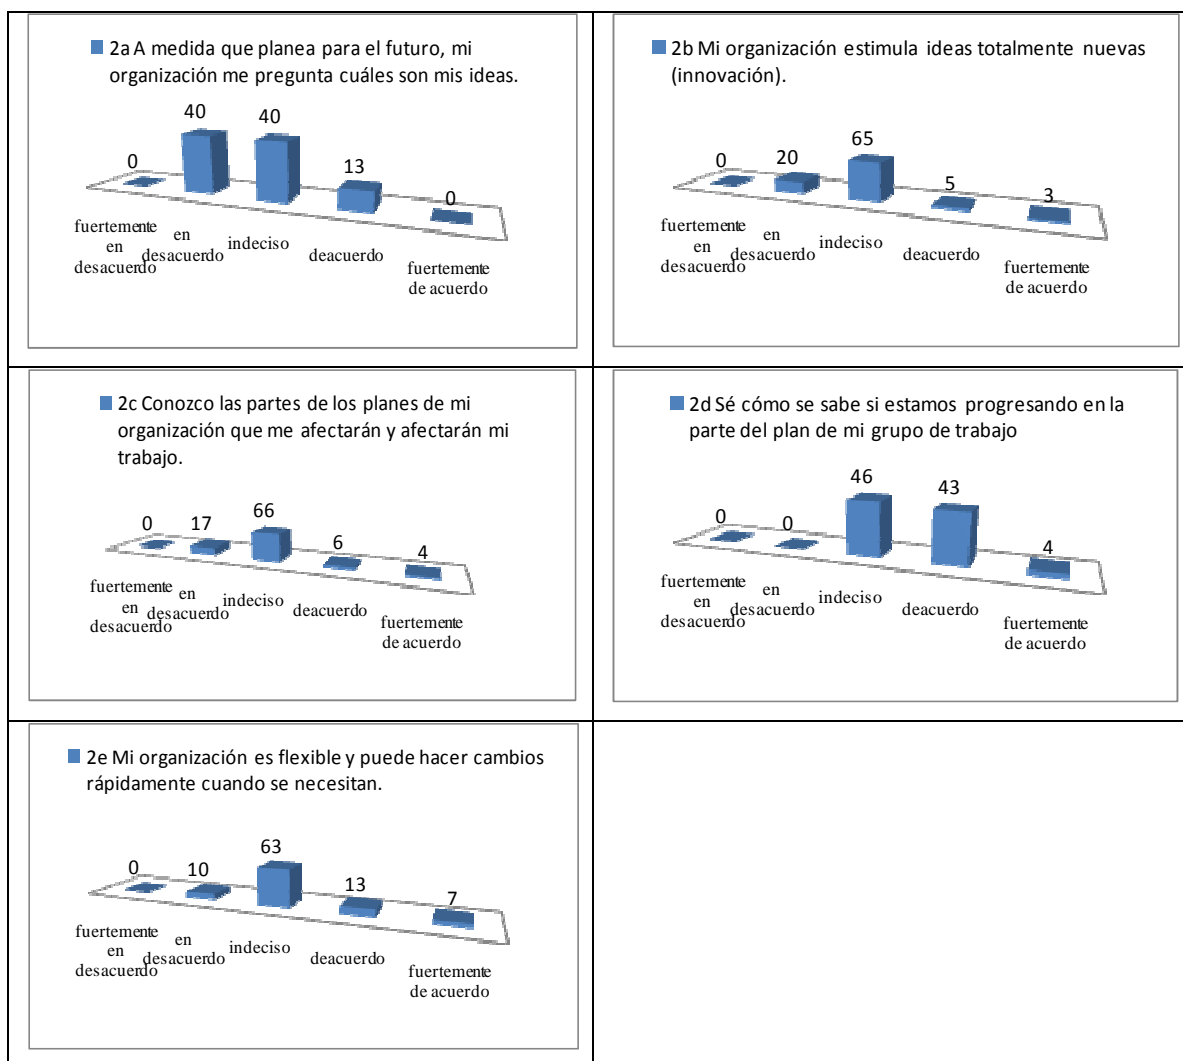 2a A medida que planea para el futuro, mi
organización me pregunta cuáles son mis ideas.
0
40
40
13
0
fuertemente
en
desacuerdo
en
desacuerdo
indeciso
deacuerdo
fuertemente
de acuerdo
2b Mi organización estimula ideas totalmente nuevas
(innovación).
0
20
65
5
3
fuertemente
en
desacuerdo
en
desacuerdo
indeciso
deacuerdo
fuertemente
de acuerdo
2c Conozco las partes de los planes de mi
organización que me afectarán y afectarán mi
trabajo.
0
17
66
6
4
fuertemente
en
desacuerdo
en
desacuerdo
indeciso
deacuerdo
fuertemente
de acuerdo
2d Sé cómo se sabe si estamos progresando en la
parte del plan de mi grupo de trabajo
0
0
46
43
4
fuertemente
en
desacuerdo
en
desacuerdo
indeciso
deacuerdo
fuertemente
de acuerdo
2e Mi organización es flexible y puede hacer cambios
rápidamente cuando se necesitan.
0
10
63
13
7
fuertemente
en
desacuerdo
en
desacuerdo
indeciso
deacuerdo
fuertemente
de acuerdo